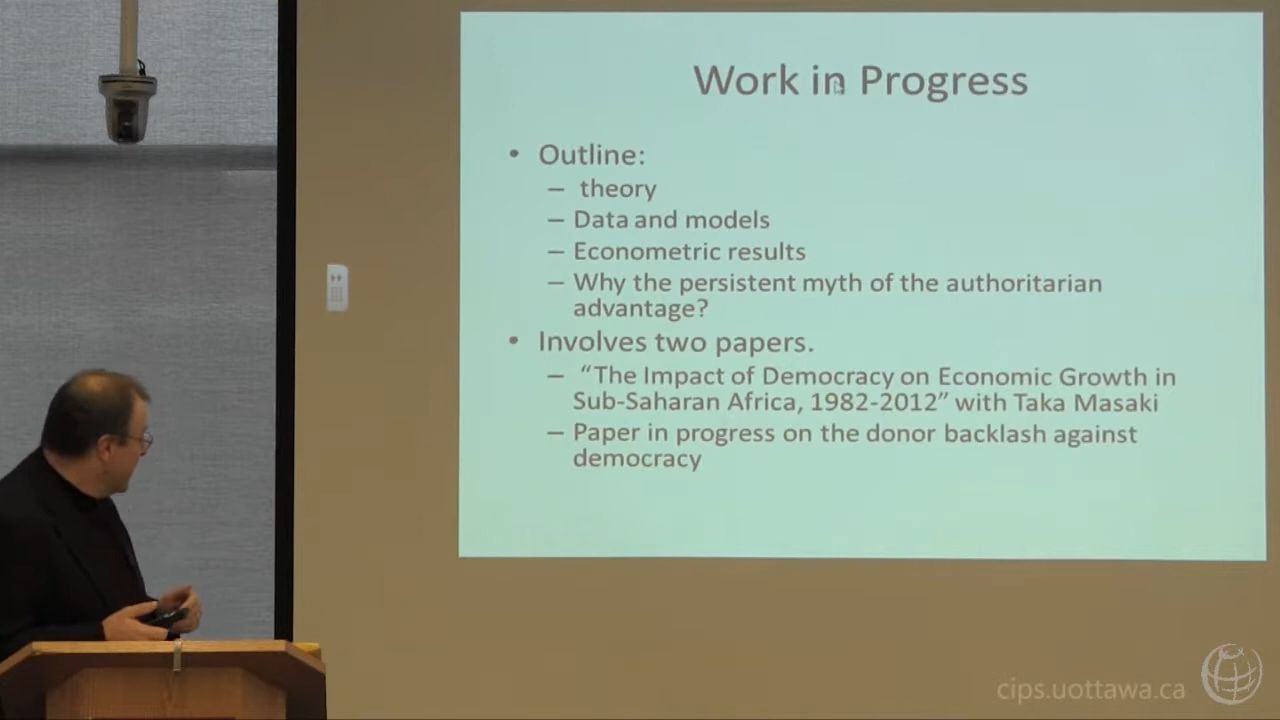 Work in Progress
• Outline:
– theory
– Data and models
– Econometric results
– Why the persistent myth of the authoritarian
advantage?
• Involves two papers.
– “The Impact of Democracy on Economic Growth in
Sub-Saharan Africa, 1982-2012” with Taka Masaki
– Paper in progress on the donor backlash against
democracy
cips.uottawa.ca